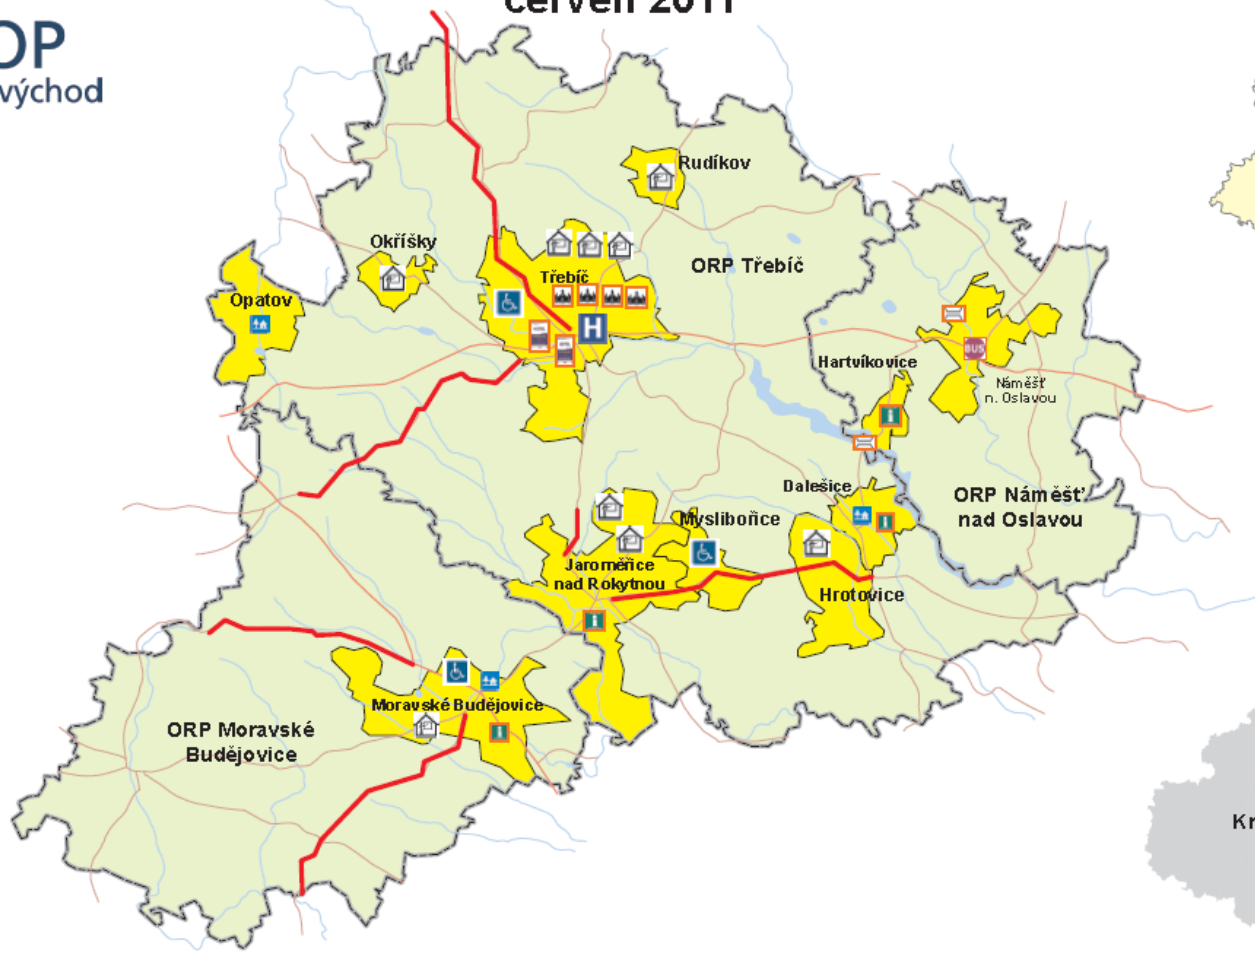 červen 2011
OP
východ
Rudíkov
Okříšky
ORP Třebíč
Třebíč
Opatov
H
Hartvíkovice
BUS
Náměšť
n. Oslavou
Dalešice
ORP Náměšť
nad Oslavou
Myslibořice
Jaroměřice
nad Rokytnou
Hrotovice
Moravské Budějovice
ORP Moravské
Budějovice
Kr